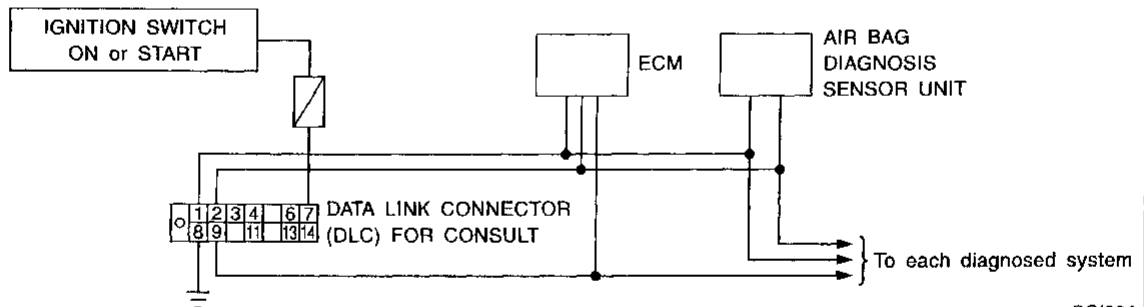 IGNITION SWITCH
ON or START
ECM
AIR BAG
DIAGNOSIS
SENSOR UNIT
1 2 3 4 6 7
8 9 11 13 14
DATA LINK CONNECTOR
(DLC) FOR CONSULT
To each diagnosed system